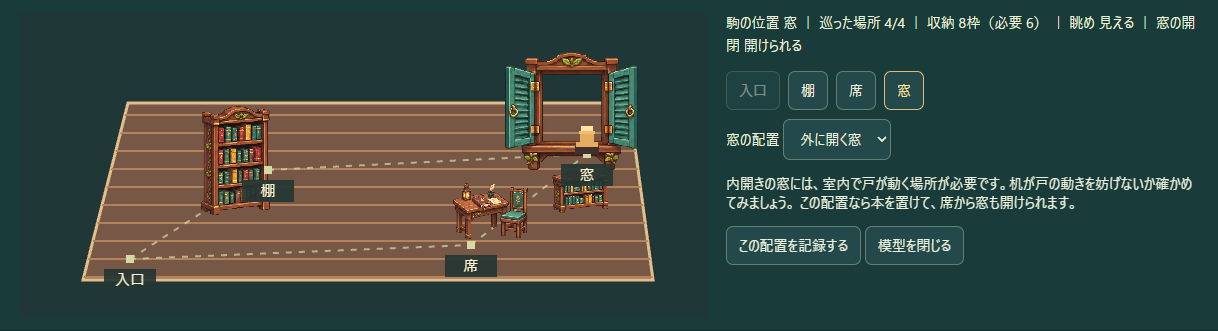 駒の位置 窓 | 巡った場所 4/4 | 収納 8枠（必要 6） | 眺め 見える | 窓の開
閉 開けられる
入口 棚 席 窓
窓の配置 外に開く窓
内開きの窓には、室内で戸が動く場所が必要です。机が戸の動きを妨げないか確かめ
てみましょう。この配置なら本を置けて、席から窓も開けられます。
この配置を記録する 模型を閉じる
棚
窓
席
入口